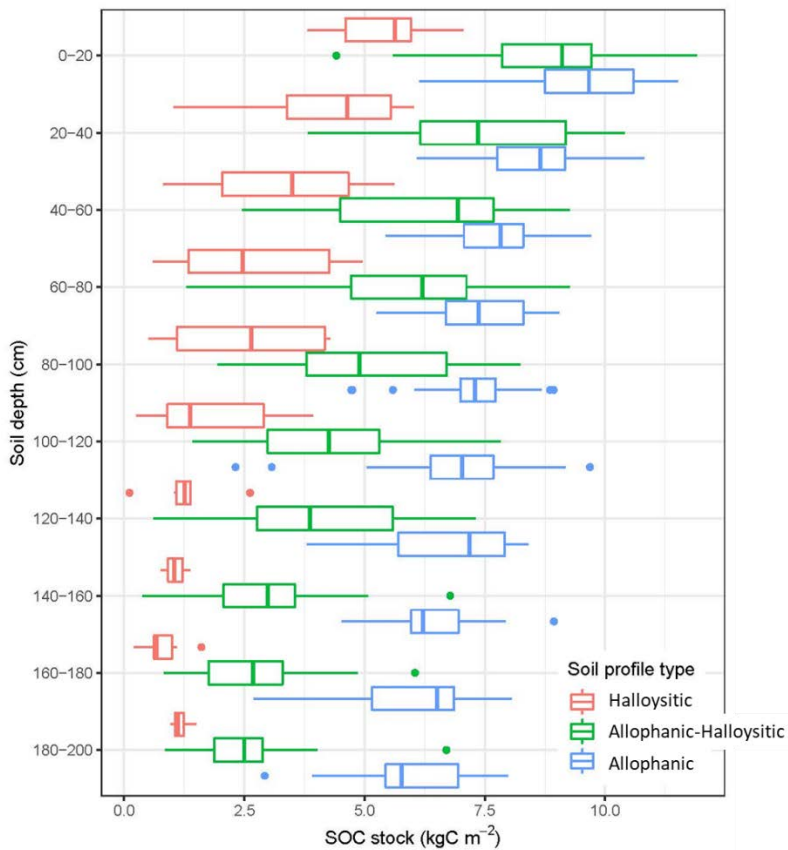 Soil depth (cm)
0−20
20−40
40−60
60−80
80−100
100−120
120−140
140−160
160−180
180−200
0.0 2.5 5.0 7.5 10.0
SOC stock (kgC m⁻²)
Soil profile type
Halloysitic
Allophanic-Halloysitic
Allophanic